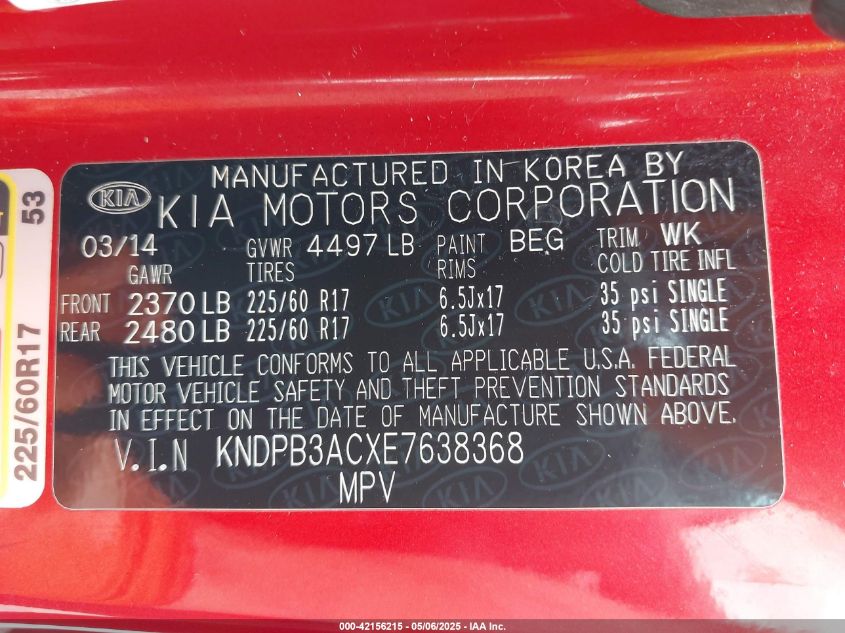 MANUFACTURED IN KOREA BY
KIA KIA MOTORS CORPORATION
03/14 GVWR 4497 LB PAINT BEG TRIM WK
GAWR TIRES RIMS COLD TIRE INFL
FRONT 2370 LB 225/60 R17 6.5Jx17 35 psi SINGLE
REAR 2480 LB 225/60 R17 6.5Jx17 35 psi SINGLE
THIS VEHICLE CONFORMS TO ALL APPLICABLE U.S.A. FEDERAL
MOTOR VEHICLE SAFETY AND THEFT PREVENTION STANDARDS
IN EFFECT ON THE DATE OF MANUFACTURE SHOWN ABOVE.
V.I.N KNDPB3ACXE7638368
MPV
225/60R17 53
000-42156215 - 05/06/2025 - IAA Inc.